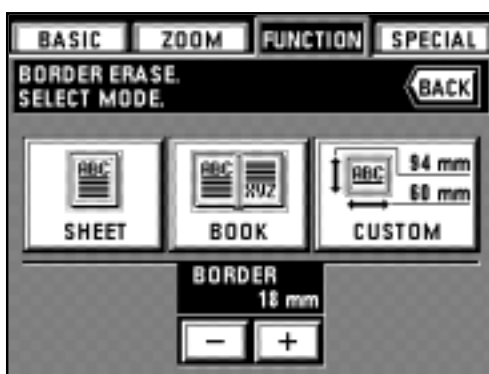 BASIC ZOOM FUNCTION SPECIAL
BORDER ERASE.
SELECT MODE.
BACK
ABC
SHEET
ABC XYZ
BOOK
ABC 94 mm
60 mm
CUSTOM
BORDER
18 mm
− +